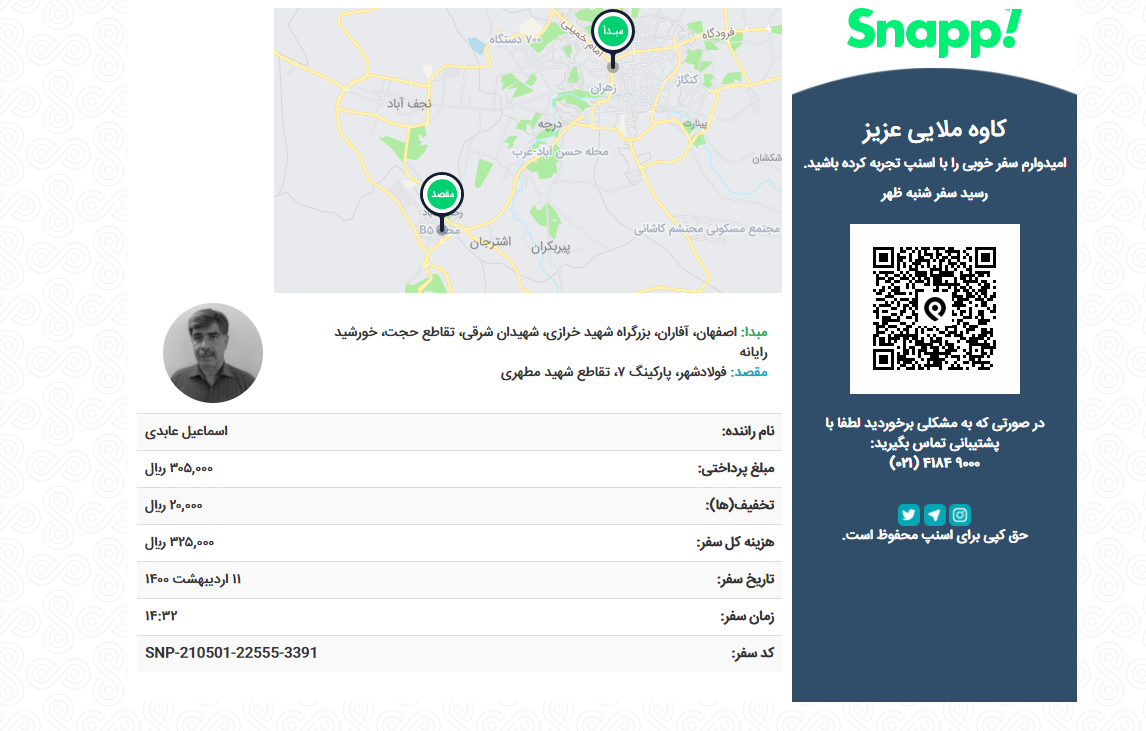 Snapp!
کاوه ملایی عزیز
امیدوارم سفر خوبی را با اسنپ تجربه کرده باشید.
رسید سفر شنبه ظهر
در صورتی که به مشکلی برخوردید لطفا با
پشتیبانی تماس بگیرید:
(۰۲۱) ۴۱۸۴ ۹۰۰۰
حق کپی برای اسنپ محفوظ است.
مبدأ
فرودگاه
امام خمینی
۷۰۰ دستگاه
کنگاز
زهران
نجف آباد
درچه
پینارت
محله حسن آباد-غرب
شکشان
مقصد
محله B5
اشترجان
پیربکران
مجتمع مسکونی محتشم کاشانی
مبدا: اصفهان، آفاران، بزرگراه شهید خرازی، شهیدان شرقی، تقاطع حجت، خورشید
رایانه
مقصد: فولادشهر، پارکینگ ۷، تقاطع شهید مطهری
نام راننده: اسماعیل عابدی
مبلغ پرداختی: ۳۰۵,۰۰۰ ریال
تخفیف(ها): ۲۰,۰۰۰ ریال
هزینه کل سفر: ۳۲۵,۰۰۰ ریال
تاریخ سفر: ۱۱ اردیبهشت ۱۴۰۰
زمان سفر: ۱۴:۳۲
کد سفر: SNP-210501-22555-3391